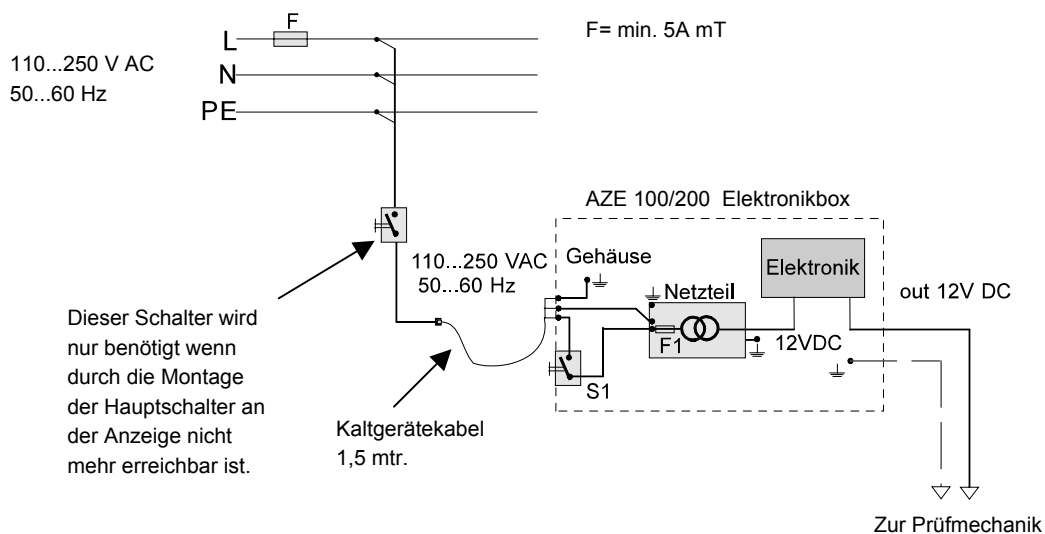 F
F= min. 5A mT
L
110...250 V AC
50...60 Hz
N
PE
AZE 100/200 Elektronikbox
110...250 VAC
50...60 Hz
Gehäuse
Netzteil
Elektronik
out 12V DC
F1
12VDC
S1
Dieser Schalter wird
nur benötigt wenn
durch die Montage
der Hauptschalter an
der Anzeige nicht
mehr erreichbar ist.
Kaltgerätekabel
1,5 mtr.
Zur Prüfmechanik